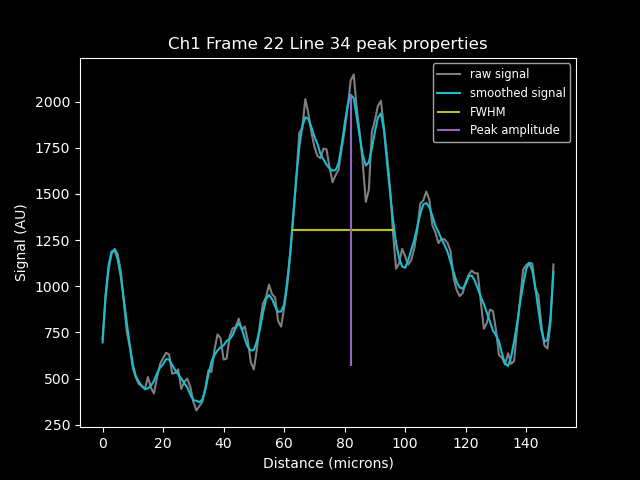 Ch1 Frame 22 Line 34 peak properties
raw signal
smoothed signal
FWHM
Peak amplitude
Signal (AU)
2000
1750
1500
1250
1000
750
500
250
0 20 40 60 80 100 120 140
Distance (microns)